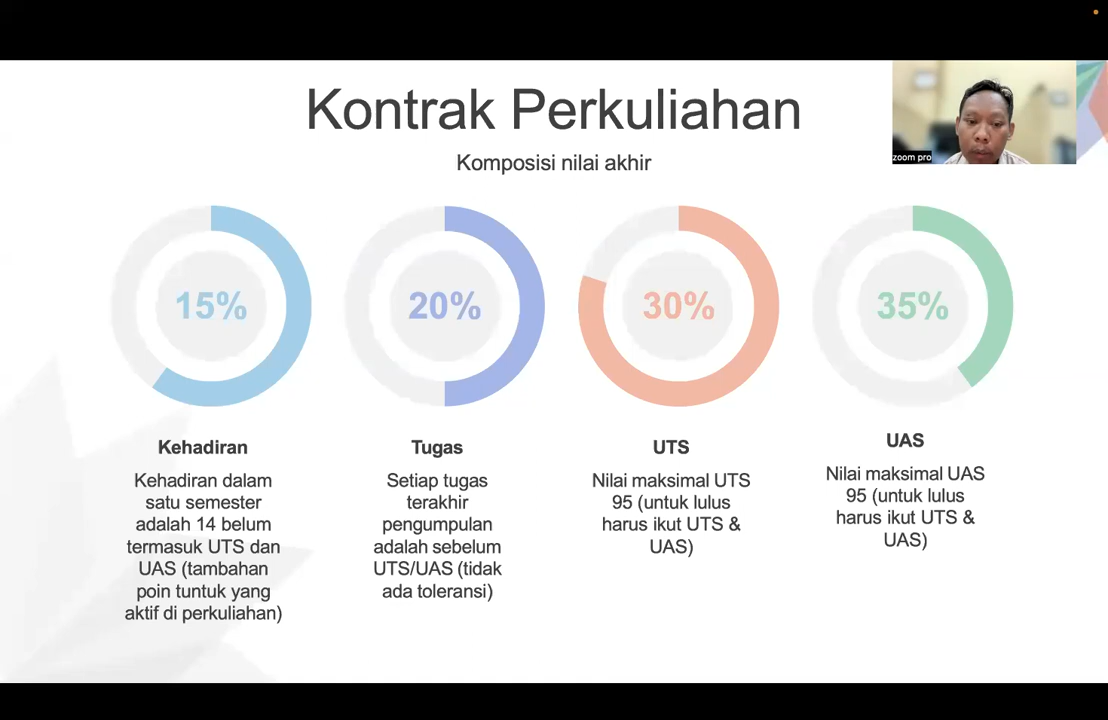 Kontrak Perkuliahan
Komposisi nilai akhir
zoom pro
15%
20%
30%
35%
Kehadiran
Kehadiran dalam
satu semester
adalah 14 belum
termasuk UTS dan
UAS (tambahan
poin tuntuk yang
aktif di perkuliahan)
Tugas
Setiap tugas
terakhir
pengumpulan
adalah sebelum
UTS/UAS (tidak
ada toleransi)
UTS
Nilai maksimal UTS
95 (untuk lulus
harus ikut UTS &
UAS)
UAS
Nilai maksimal UAS
95 (untuk lulus
harus ikut UTS &
UAS)